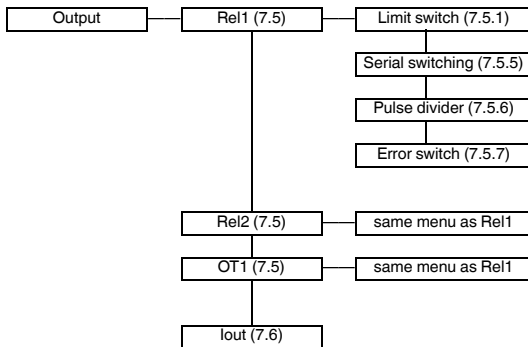 Output
Rel1 (7.5)
Limit switch (7.5.1)
Serial switching (7.5.5)
Pulse divider (7.5.6)
Error switch (7.5.7)
Rel2 (7.5)
same menu as Rel1
OT1 (7.5)
same menu as Rel1
Iout (7.6)